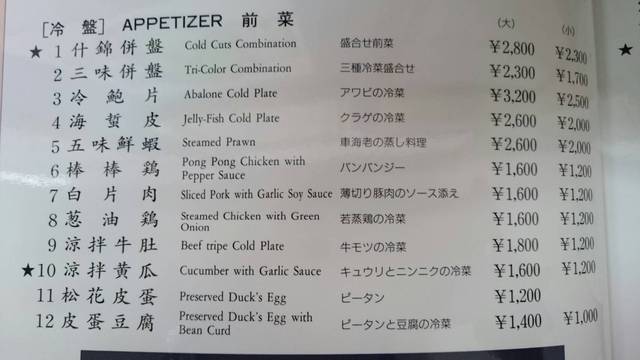 [冷 盤] APPETIZER 前 菜 (大) (小)
★ 1 什錦併盤 Cold Cuts Combination 盛合せ前菜 ¥2,800 ¥2,300
2 三味併盤 Tri-Color Combination 三種冷菜盛合せ ¥2,300 ¥1,700
3 冷鮑片 Abalone Cold Plate アワビの冷菜 ¥3,200 ¥2,500
4 海蜇皮 Jelly-Fish Cold Plate クラゲの冷菜 ¥2,600 ¥2,000
5 五味鮮蝦 Steamed Prawn 車海老の蒸し料理 ¥2,600 ¥2,000
6 棒棒鶏 Pong Pong Chicken with バンバンジー ¥1,600 ¥1,200
Pepper Sauce
7 白片肉 Sliced Pork with Garlic Soy Sauce 薄切り豚肉のソース添え ¥1,600 ¥1,200
8 葱油鶏 Steamed Chicken with Green 若蒸鶏の冷菜 ¥1,600 ¥1,200
Onion
9 涼拌牛肚 Beef tripe Cold Plate 牛モツの冷菜 ¥1,800 ¥1,200
★10 涼拌黄瓜 Cucumber with Garlic Sauce キュウリとニンニクの冷菜 ¥1,600 ¥1,200
11 松花皮蛋 Preserved Duck's Egg ピータン ¥1,200
12 皮蛋豆腐 Preserved Duck's Egg with ピータンと豆腐の冷菜 ¥1,400 ¥1,000
Bean Curd
★